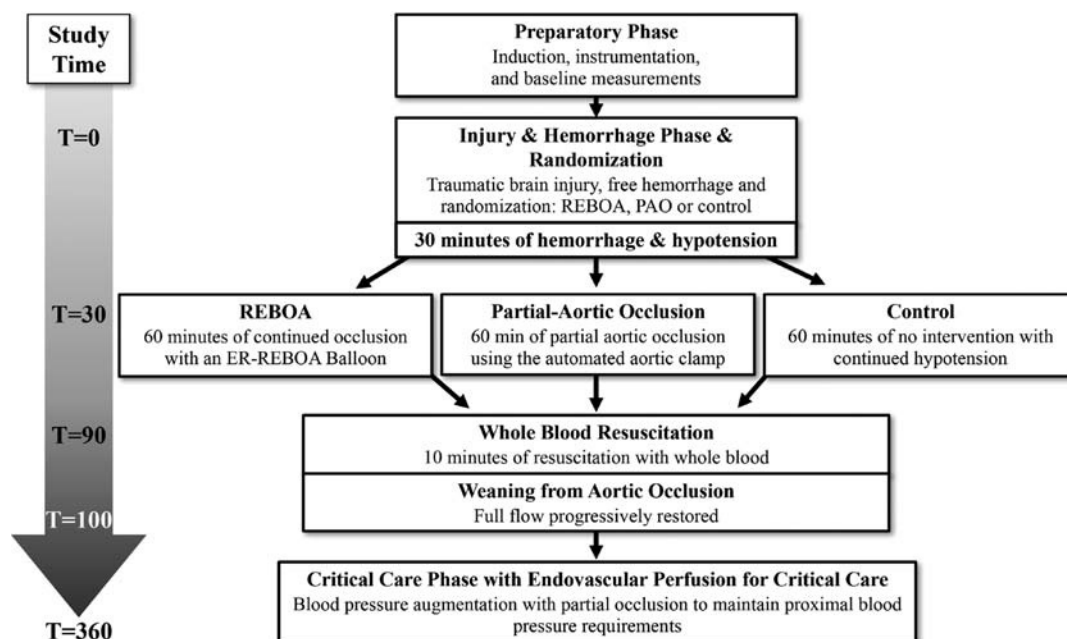 Study
Time
T=0
T=30
T=90
T=100
T=360
Preparatory Phase
Induction, instrumentation,
and baseline measurements
Injury & Hemorrhage Phase &
Randomization
Traumatic brain injury, free hemorrhage and
randomization: REBOA, PAO or control
30 minutes of hemorrhage & hypotension
REBOA
60 minutes of continued occlusion
with an ER-REBOA Balloon
Partial-Aortic Occlusion
60 min of partial aortic occlusion
using the automated aortic clamp
Control
60 minutes of no intervention with
continued hypotension
Whole Blood Resuscitation
10 minutes of resuscitation with whole blood
Weaning from Aortic Occlusion
Full flow progressively restored
Critical Care Phase with Endovascular Perfusion for Critical Care
Blood pressure augmentation with partial occlusion to maintain proximal blood
pressure requirements